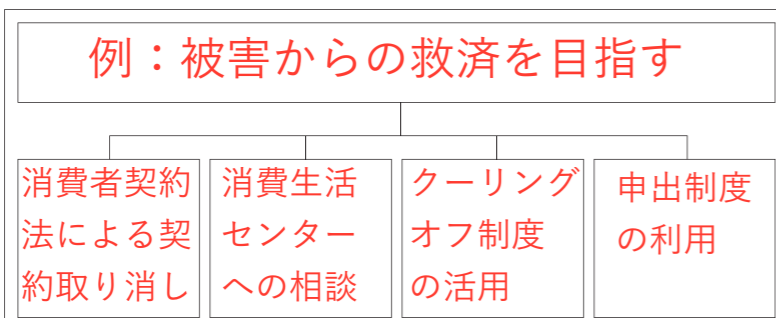 例：被害からの救済を目指す
消費者契約
法による契
約取り消し
消費生活
センター
への相談
クーリング
オフ制度
の活用
申出制度
の利用